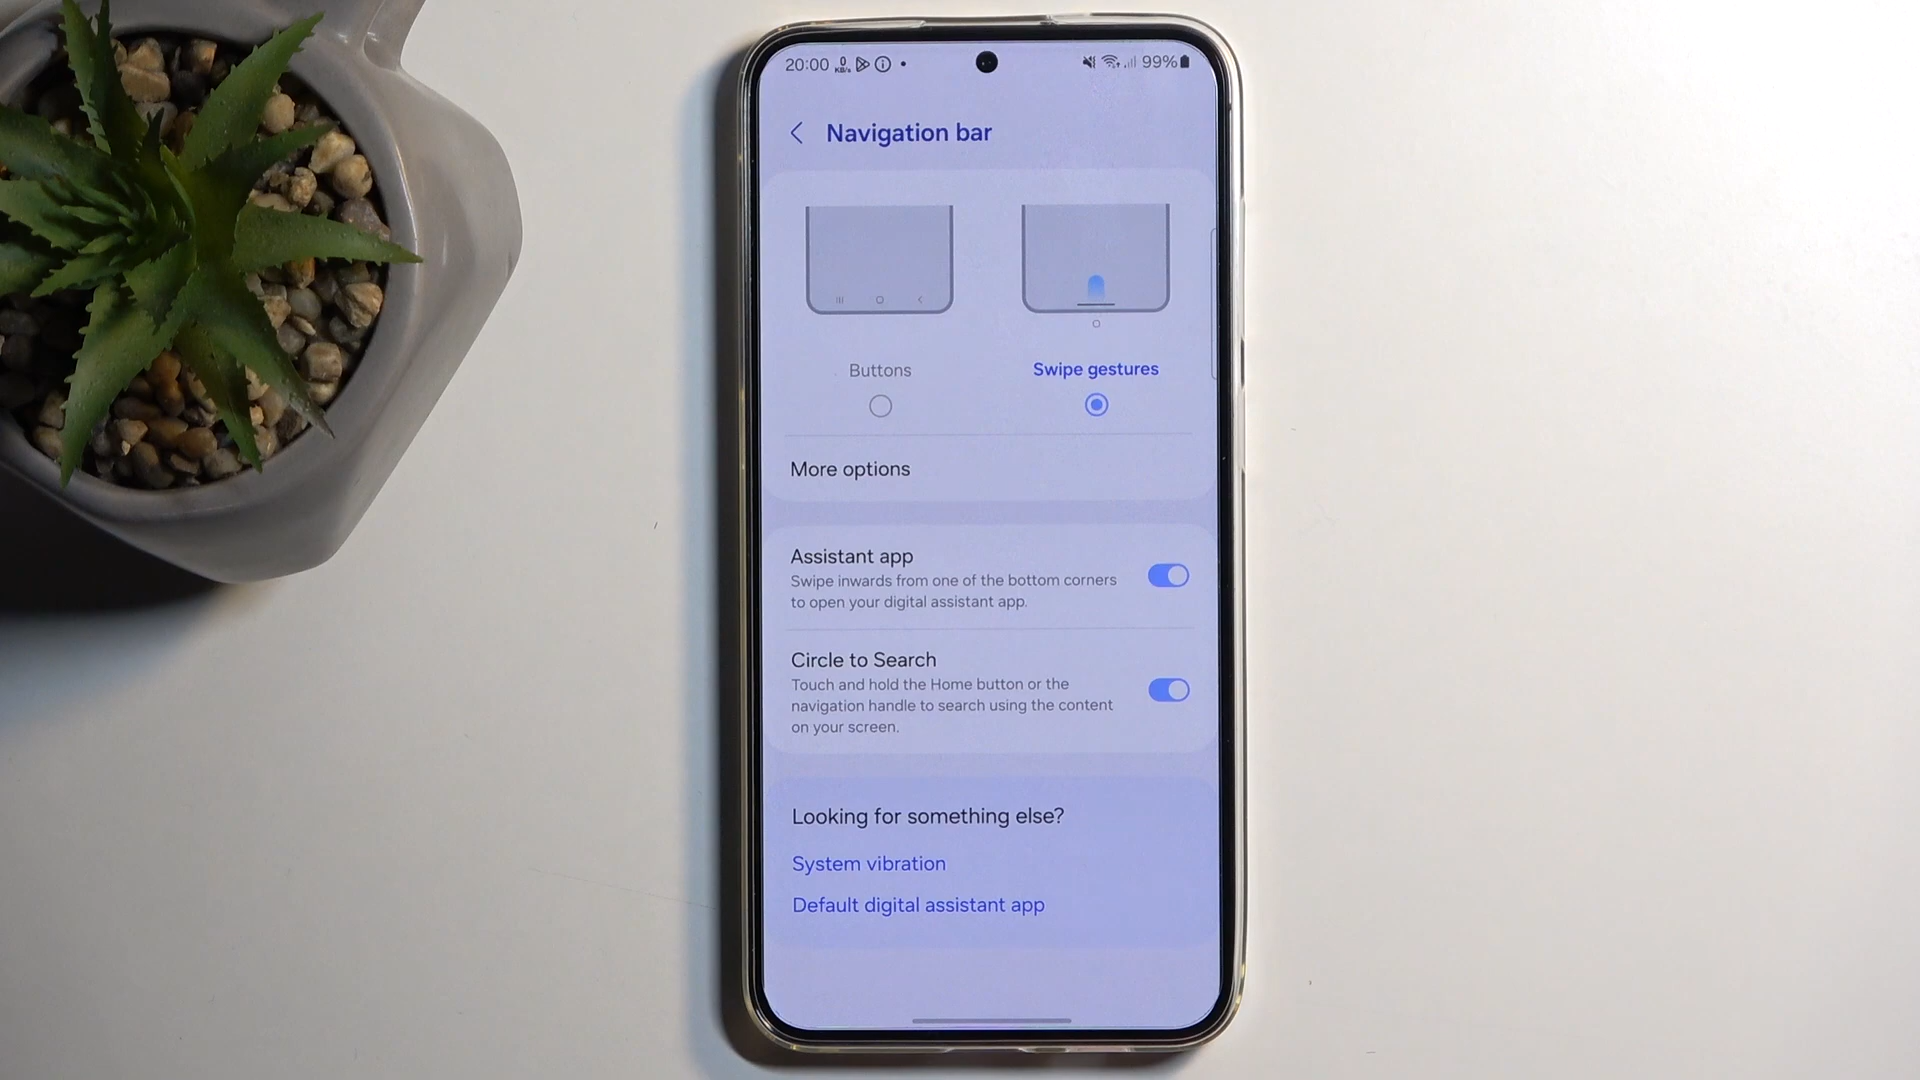 20:00 0 KB/s 99%
Navigation bar
Buttons Swipe gestures
More options
Assistant app
Swipe inwards from one of the bottom corners
to open your digital assistant app.
Circle to Search
Touch and hold the Home button or the
navigation handle to search using the content
on your screen.
Looking for something else?
System vibration
Default digital assistant app